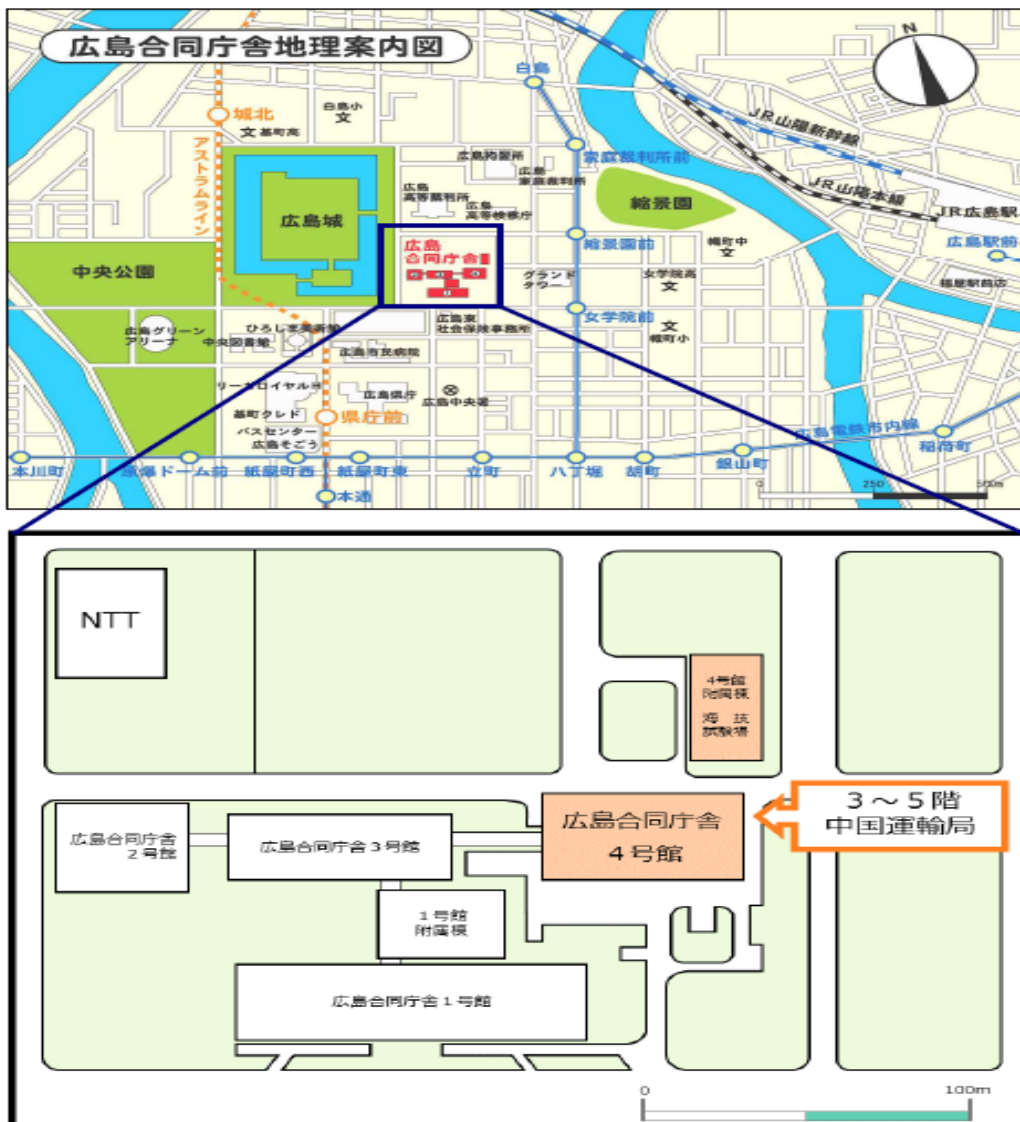 広島合同庁舎地理案内図
N
白島
城北
白島小
文
文 基町高
アストラムライン
JR山陽新幹線
JR山陽本線
JR広島駅
広島駅前
福屋駅前店
家庭裁判所前
広島拘置所
広島
家庭裁判所
広島
高等裁判所
広島
高等検察庁
縮景園
縮景園前
広島城
中央公園
広島
合同庁舎
幟町中
文
グランド
タワー
女学院高
文
女学院前
文
幟町小
広島東
社会保険事務所
広島グリーン
アリーナ
ひろしま美術館
中央図書館
広島市民病院
リーガロイヤルH
広島県庁
広島中央署
基町クレド
県庁前
バスセンター
広島そごう
広島電鉄市内線
本川町
原爆ドーム前
紙屋町西
紙屋町東
立町
八丁堀
胡町
銀山町
稲荷町
本通
0 250 500m
NTT
4号館
附属棟
海技
試験場
3～5階
中国運輸局
広島合同庁舎
2号館
広島合同庁舎3号館
広島合同庁舎
4号館
1号館
附属棟
広島合同庁舎1号館
0 100m